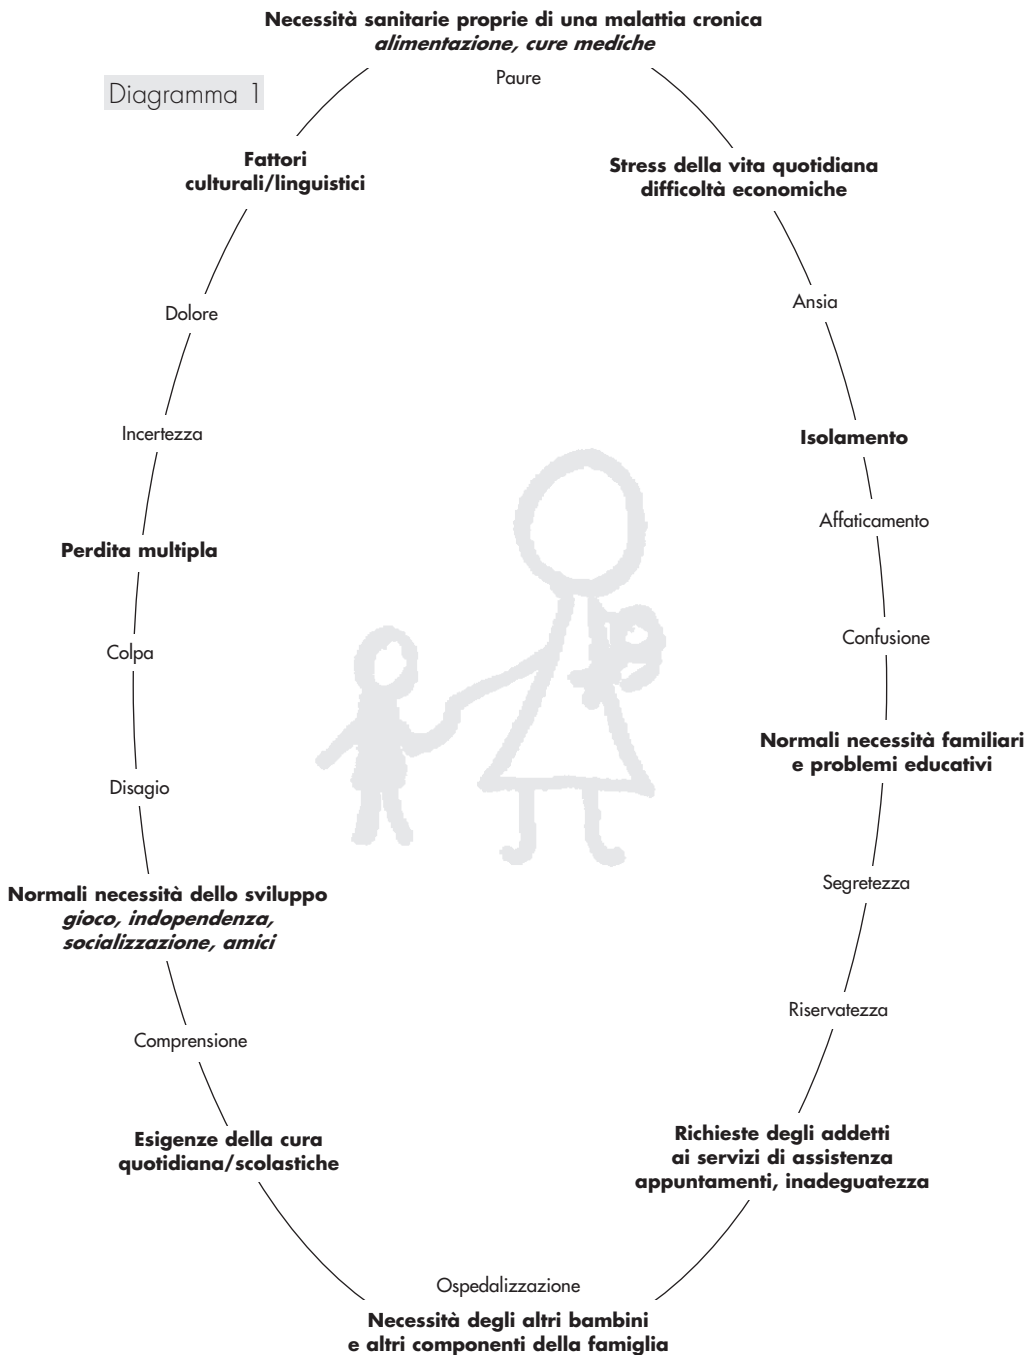 Necessità sanitarie proprie di una malattia cronica
alimentazione, cure mediche
Paure
Diagramma 1
Fattori
culturali/linguistici
Stress della vita quotidiana
difficoltà economiche
Dolore
Ansia
Incertezza
Isolamento
Affaticamento
Perdita multipla
Confusione
Colpa
Normali necessità familiari
e problemi educativi
Disagio
Segretezza
Normali necessità dello sviluppo
gioco, indopendenza,
socializzazione, amici
Riservatezza
Comprensione
Richieste degli addetti
ai servizi di assistenza
appuntamenti, inadeguatezza
Esigenze della cura
quotidiana/scolastiche
Ospedalizzazione
Necessità degli altri bambini
e altri componenti della famiglia